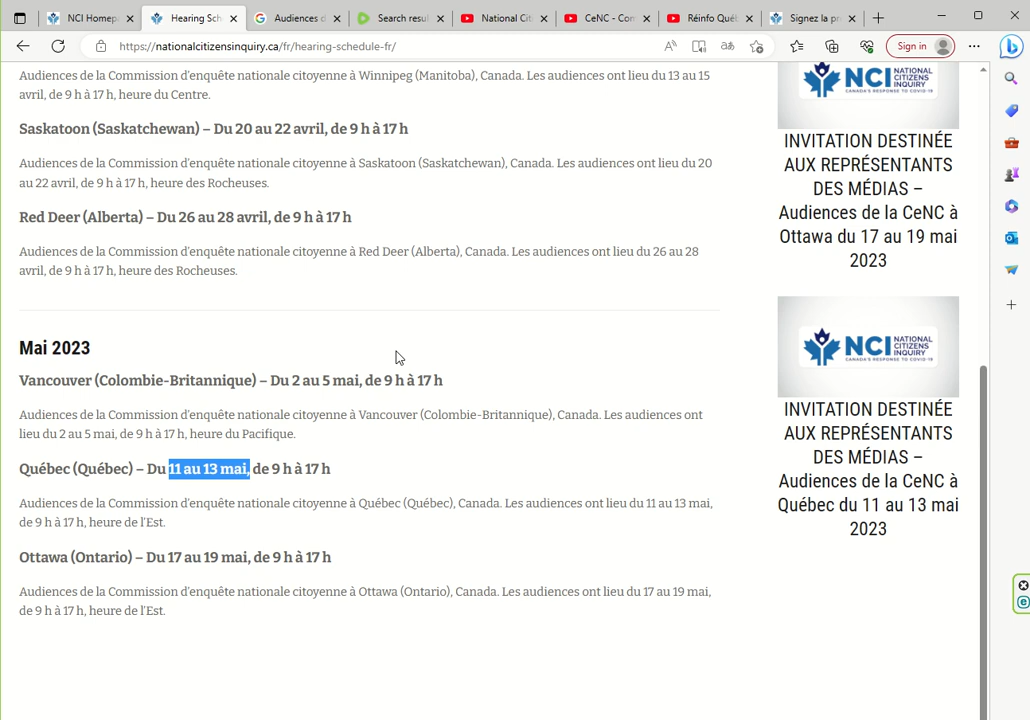 NCI Homep
Hearing Sch
Audiences d
Search resu
National Cit
CeNC - Con
Réinfo Québ
Signez la pr
https://nationalcitizensinquiry.ca/fr/hearing-schedule-fr/
Sign in
Audiences de la Commission d'enquête nationale citoyenne à Winnipeg (Manitoba), Canada. Les audiences ont lieu du 13 au 15
avril, de 9 h à 17 h, heure du Centre.
Saskatoon (Saskatchewan) – Du 20 au 22 avril, de 9 h à 17 h
Audiences de la Commission d'enquête nationale citoyenne à Saskatoon (Saskatchewan), Canada. Les audiences ont lieu du 20
au 22 avril, de 9 h à 17 h, heure des Rocheuses.
Red Deer (Alberta) – Du 26 au 28 avril, de 9 h à 17 h
Audiences de la Commission d'enquête nationale citoyenne à Red Deer (Alberta), Canada. Les audiences ont lieu du 26 au 28
avril, de 9 h à 17 h, heure des Rocheuses.
Mai 2023
Vancouver (Colombie-Britannique) – Du 2 au 5 mai, de 9 h à 17 h
Audiences de la Commission d'enquête nationale citoyenne à Vancouver (Colombie-Britannique), Canada. Les audiences ont
lieu du 2 au 5 mai, de 9 h à 17 h, heure du Pacifique.
Québec (Québec) – Du 11 au 13 mai, de 9 h à 17 h
Audiences de la Commission d'enquête nationale citoyenne à Québec (Québec), Canada. Les audiences ont lieu du 11 au 13 mai,
de 9 h à 17 h, heure de l'Est.
Ottawa (Ontario) – Du 17 au 19 mai, de 9 h à 17 h
Audiences de la Commission d'enquête nationale citoyenne à Ottawa (Ontario), Canada. Les audiences ont lieu du 17 au 19 mai,
de 9 h à 17 h, heure de l'Est.
NCI NATIONAL
CITIZENS
INQUIRY
CANADA'S RESPONSE TO COVID-19
INVITATION DESTINÉE
AUX REPRÉSENTANTS
DES MÉDIAS –
Audiences de la CeNC à
Ottawa du 17 au 19 mai
2023
NCI NATIONAL
CITIZENS
INQUIRY
CANADA'S RESPONSE TO COVID-19
INVITATION DESTINÉE
AUX REPRÉSENTANTS
DES MÉDIAS –
Audiences de la CeNC à
Québec du 11 au 13 mai
2023